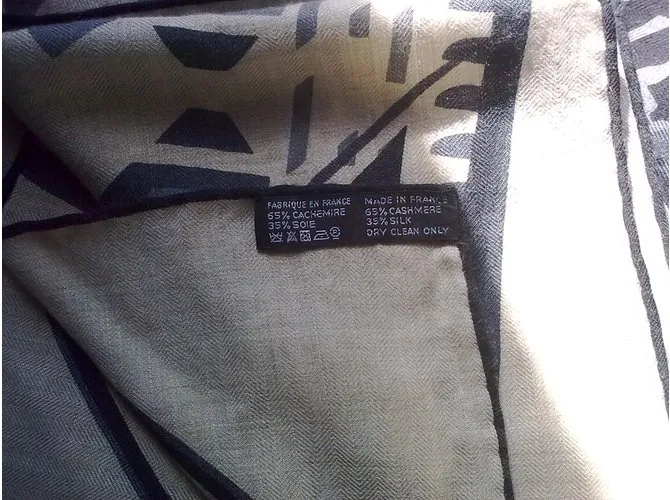 FABRIQUE EN FRANCE
65% CACHEMIRE
35% SOIE
MADE IN FRANCE
65% CASHMERE
35% SILK
DRY CLEAN ONLY